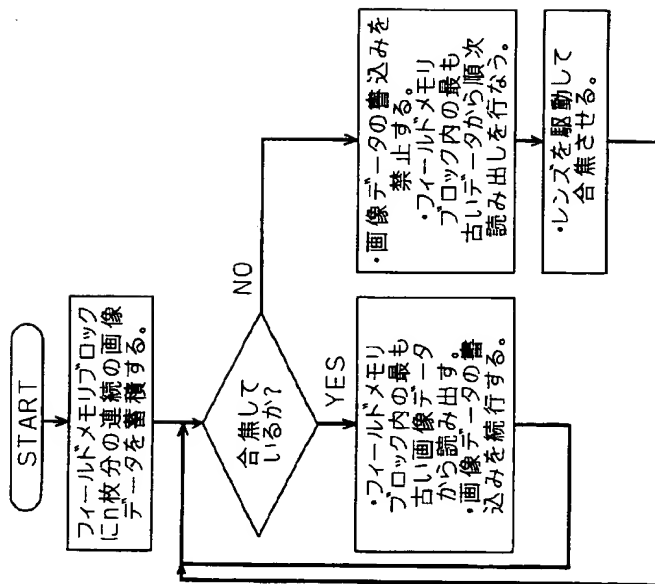 START
フィールドメモリブロック
にn枚分の連続の画像
データを蓄積する。
合焦して
いるか?
YES
NO
・フィールドメモリ
ブロック内の最も
古い画像データ
から読み出す。
・画像データの書
込みを続行する。
・画像データの書込みを
禁止する。
・フィールドメモリ
ブロック内の最も
古いデータから順次
読み出しを行なう。
・レンズを駆動して
合焦させる。